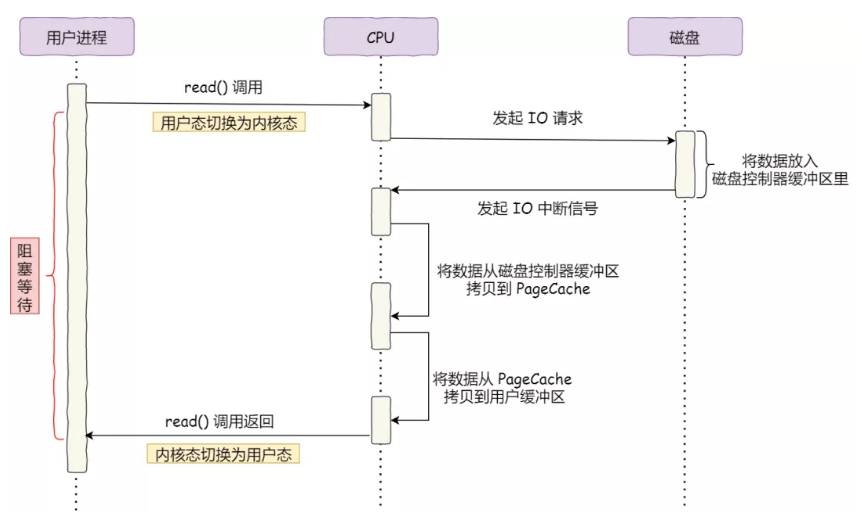 用户进程
CPU
磁盘
read() 调用
用户态切换为内核态
发起 IO 请求
将数据放入
磁盘控制器缓冲区里
发起 IO 中断信号
阻塞等待
将数据从磁盘控制器缓冲区
拷贝到 PageCache
将数据从 PageCache
拷贝到用户缓冲区
read() 调用返回
内核态切换为用户态